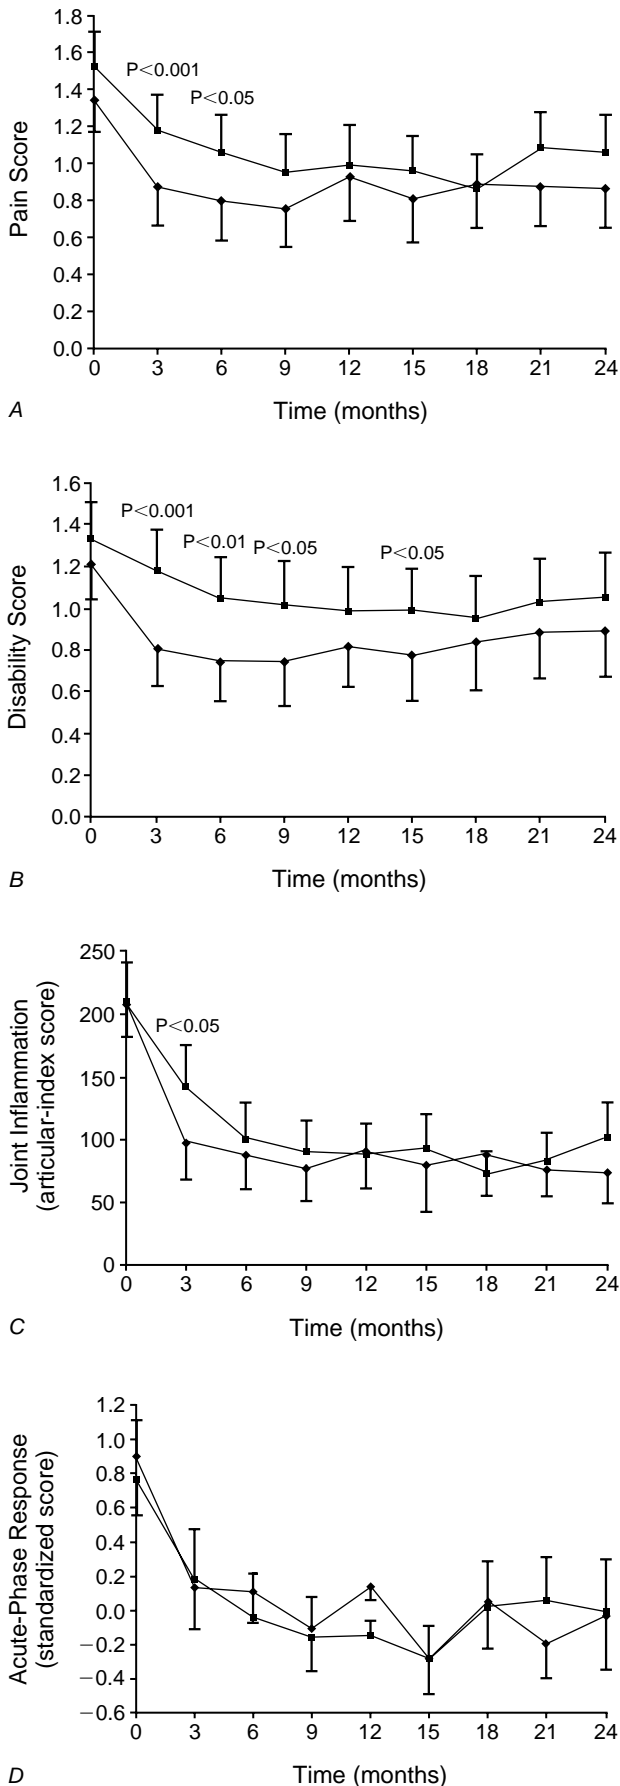 1.8
1.6
1.4
1.2
1.0
0.8
0.6
0.4
0.2
0.0
Pain Score
P<0.001
P<0.05
0 3 6 9 12 15 18 21 24
Time (months)
A
1.6
1.4
1.2
1.0
0.8
0.6
0.4
0.2
0.0
Disability Score
P<0.001
P<0.01 P<0.05 P<0.05
0 3 6 9 12 15 18 21 24
Time (months)
B
250
200
150
100
50
0
Joint Inflammation
(articular-index score)
P<0.05
0 3 6 9 12 15 18 21 24
Time (months)
C
1.2
1.0
0.8
0.6
0.4
0.2
0.0
−0.2
−0.4
−0.6
Acute-Phase Response
(standardized score)
0 3 6 9 12 15 18 21 24
Time (months)
D